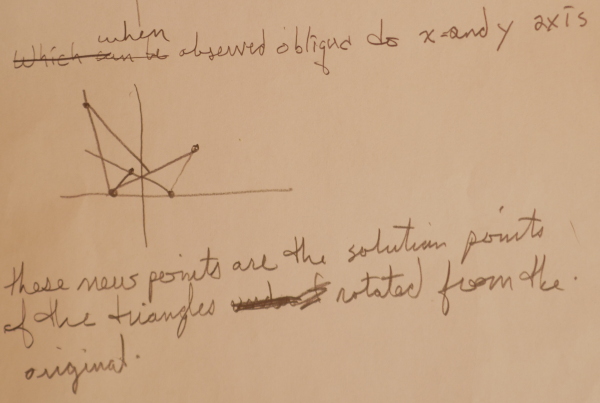 when
Which can be observed oblique to x-and y axis
these new points are the solution points
of the triangles rotated from the
original.